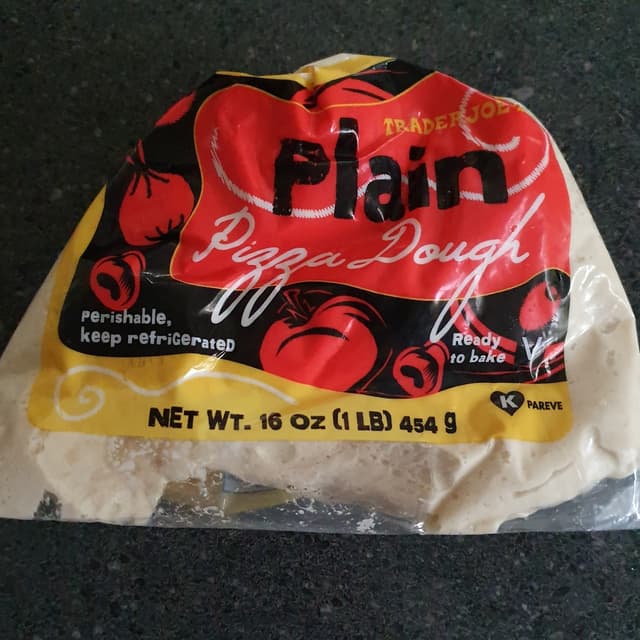 TRADER JOE'S
Plain
Pizza Dough
perishable,
keep refrigerated
Ready
to bake
NET WT. 16 OZ (1 LB) 454 g
K PAREVE